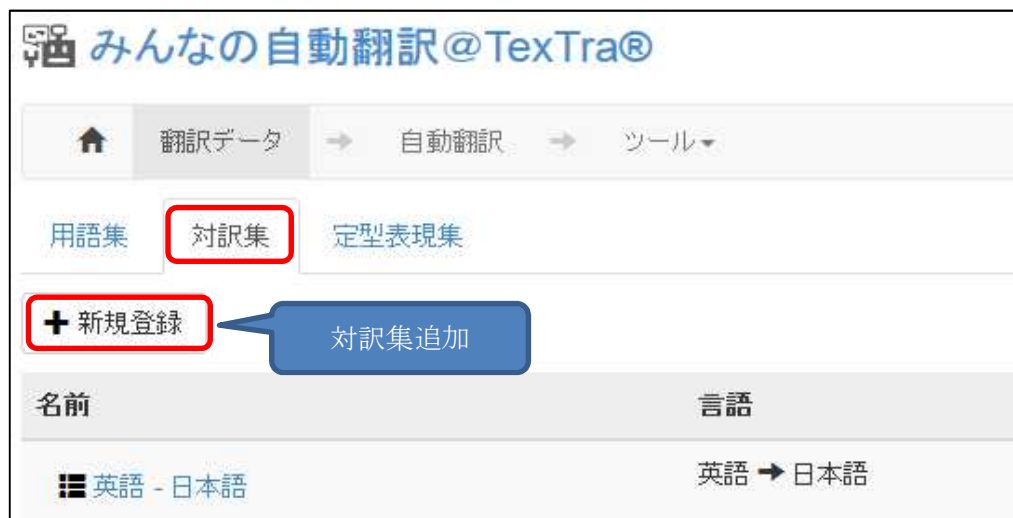 みんなの自動翻訳@TexTra®
翻訳データ → 自動翻訳 → ツール
用語集 対訳集 定型表現集
+ 新規登録
対訳集追加
名前 言語
英語 - 日本語 英語 → 日本語